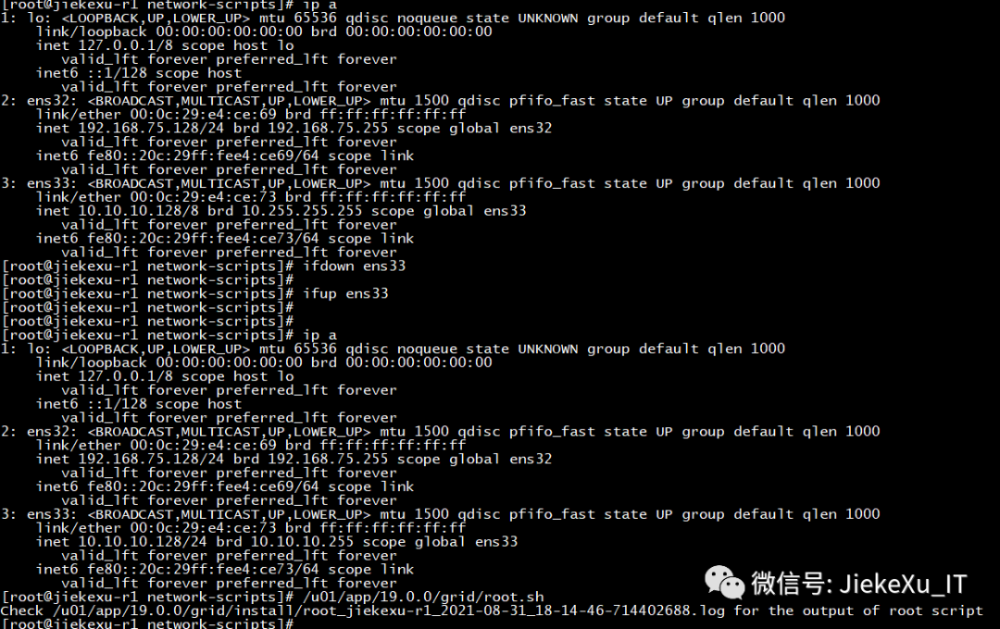 [root@jiekexu-r1 network-scripts]# ip a
1: lo: <LOOPBACK,UP,LOWER_UP> mtu 65536 qdisc noqueue state UNKNOWN group default qlen 1000
    link/loopback 00:00:00:00:00:00 brd 00:00:00:00:00:00
    inet 127.0.0.1/8 scope host lo
       valid_lft forever preferred_lft forever
    inet6 ::1/128 scope host
       valid_lft forever preferred_lft forever
2: ens32: <BROADCAST,MULTICAST,UP,LOWER_UP> mtu 1500 qdisc pfifo_fast state UP group default qlen 1000
    link/ether 00:0c:29:e4:ce:69 brd ff:ff:ff:ff:ff:ff
    inet 192.168.75.128/24 brd 192.168.75.255 scope global ens32
       valid_lft forever preferred_lft forever
    inet6 fe80::20c:29ff:fee4:ce69/64 scope link
       valid_lft forever preferred_lft forever
3: ens33: <BROADCAST,MULTICAST,UP,LOWER_UP> mtu 1500 qdisc pfifo_fast state UP group default qlen 1000
    link/ether 00:0c:29:e4:ce:73 brd ff:ff:ff:ff:ff:ff
    inet 10.10.10.128/8 brd 10.255.255.255 scope global ens33
       valid_lft forever preferred_lft forever
    inet6 fe80::20c:29ff:fee4:ce73/64 scope link
       valid_lft forever preferred_lft forever
[root@jiekexu-r1 network-scripts]# ifdown ens33
[root@jiekexu-r1 network-scripts]#
[root@jiekexu-r1 network-scripts]# ifup ens33
[root@jiekexu-r1 network-scripts]#
[root@jiekexu-r1 network-scripts]#
[root@jiekexu-r1 network-scripts]# ip a
1: lo: <LOOPBACK,UP,LOWER_UP> mtu 65536 qdisc noqueue state UNKNOWN group default qlen 1000
    link/loopback 00:00:00:00:00:00 brd 00:00:00:00:00:00
    inet 127.0.0.1/8 scope host lo
       valid_lft forever preferred_lft forever
    inet6 ::1/128 scope host
       valid_lft forever preferred_lft forever
2: ens32: <BROADCAST,MULTICAST,UP,LOWER_UP> mtu 1500 qdisc pfifo_fast state UP group default qlen 1000
    link/ether 00:0c:29:e4:ce:69 brd ff:ff:ff:ff:ff:ff
    inet 192.168.75.128/24 brd 192.168.75.255 scope global ens32
       valid_lft forever preferred_lft forever
    inet6 fe80::20c:29ff:fee4:ce69/64 scope link
       valid_lft forever preferred_lft forever
3: ens33: <BROADCAST,MULTICAST,UP,LOWER_UP> mtu 1500 qdisc pfifo_fast state UP group default qlen 1000
    link/ether 00:0c:29:e4:ce:73 brd ff:ff:ff:ff:ff:ff
    inet 10.10.10.128/24 brd 10.10.10.255 scope global ens33
       valid_lft forever preferred_lft forever
    inet6 fe80::20c:29ff:fee4:ce73/64 scope link
       valid_lft forever preferred_lft forever
[root@jiekexu-r1 network-scripts]# /u01/app/19.0.0/grid/root.sh
Check /u01/app/19.0.0/grid/install/root_jiekexu-r1_2021-08-31_18-14-46-714402688.log for the output of root script
[root@jiekexu-r1 network-scripts]#
微信号: JiekeXu_IT